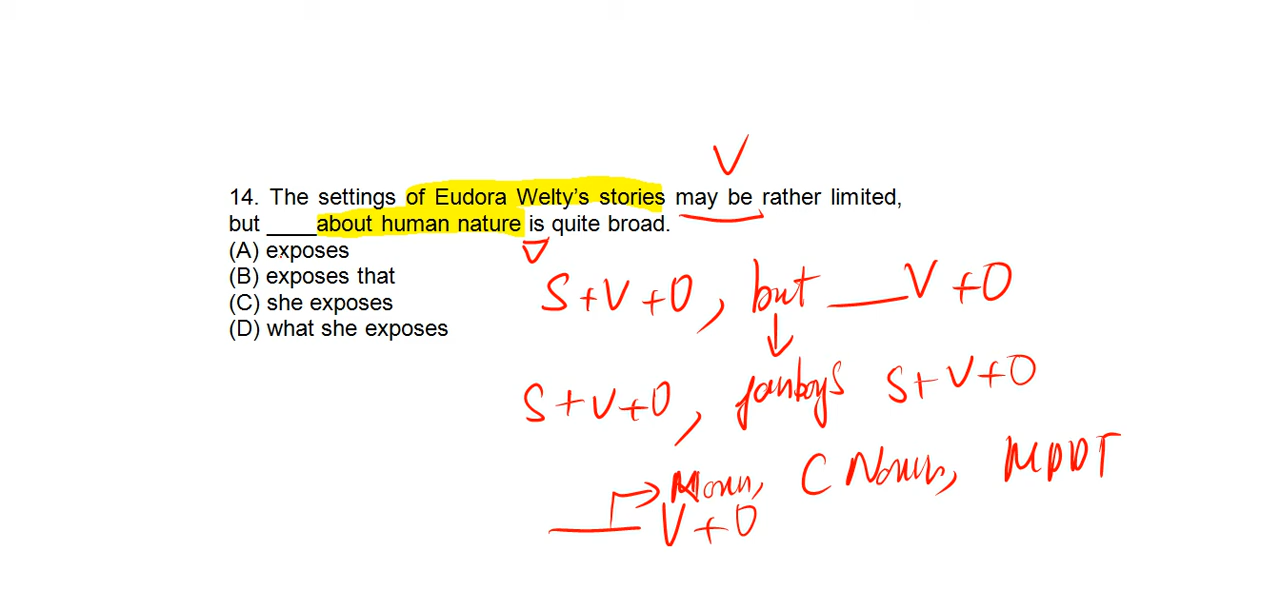 V
14. The settings of Eudora Welty's stories may be rather limited,
but ____about human nature is quite broad.
(A) exposes
(B) exposes that
(C) she exposes
(D) what she exposes
V
S+V+O, but ___V+O
S+V+O, fanboys S+V+O
Noun, C Noun, MDDT
___ V+O